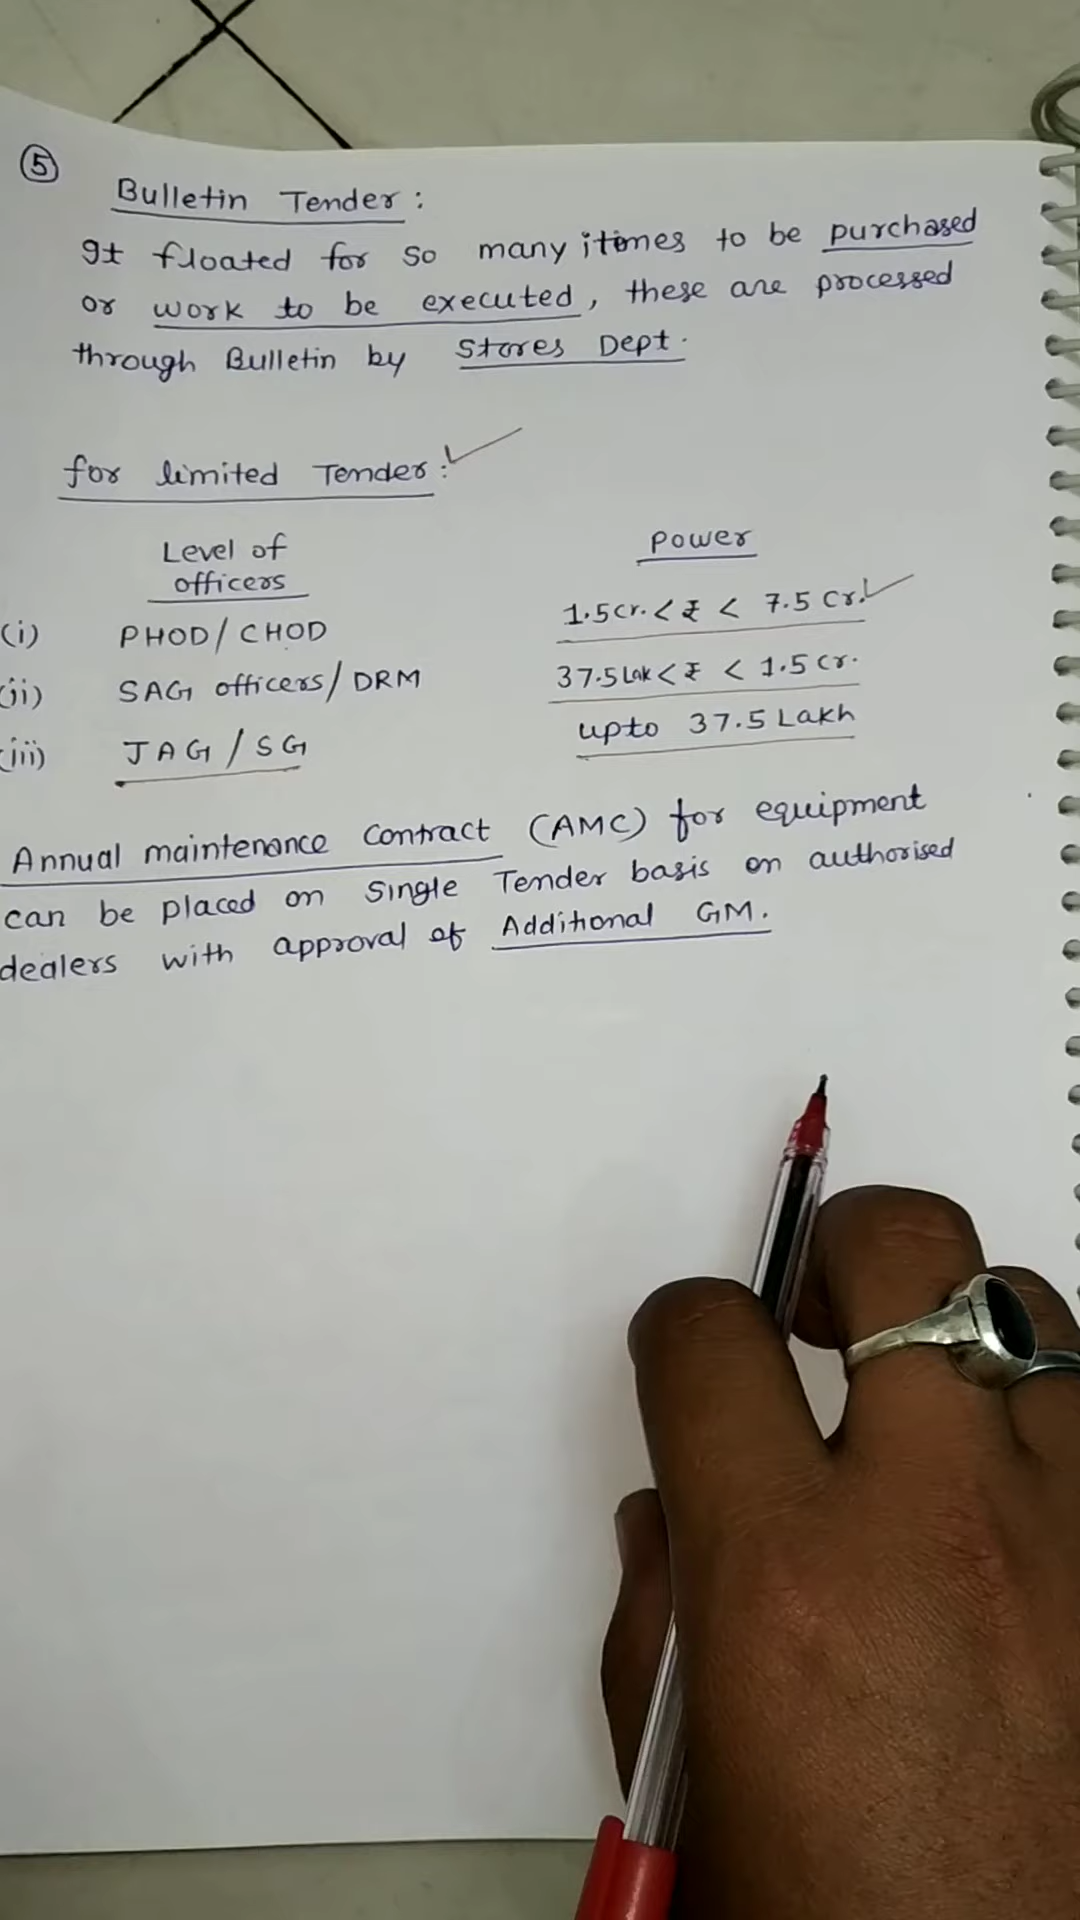 5
Bulletin Tender:
It floated for so many itmes to be purchased
or work to be executed, these are processed
through Bulletin by Stores Dept.
for limited Tender:
Level of officers Power
(i) PHOD/CHOD 1.5cr. < ₹ < 7.5 Cr.
(ii) SAG officers/DRM 37.5 Lak < ₹ < 1.5 cr.
(iii) JAG/SG upto 37.5 Lakh
Annual maintenance contract (AMC) for equipment
can be placed on single Tender basis on authorised
dealers with approval of Additional GM.